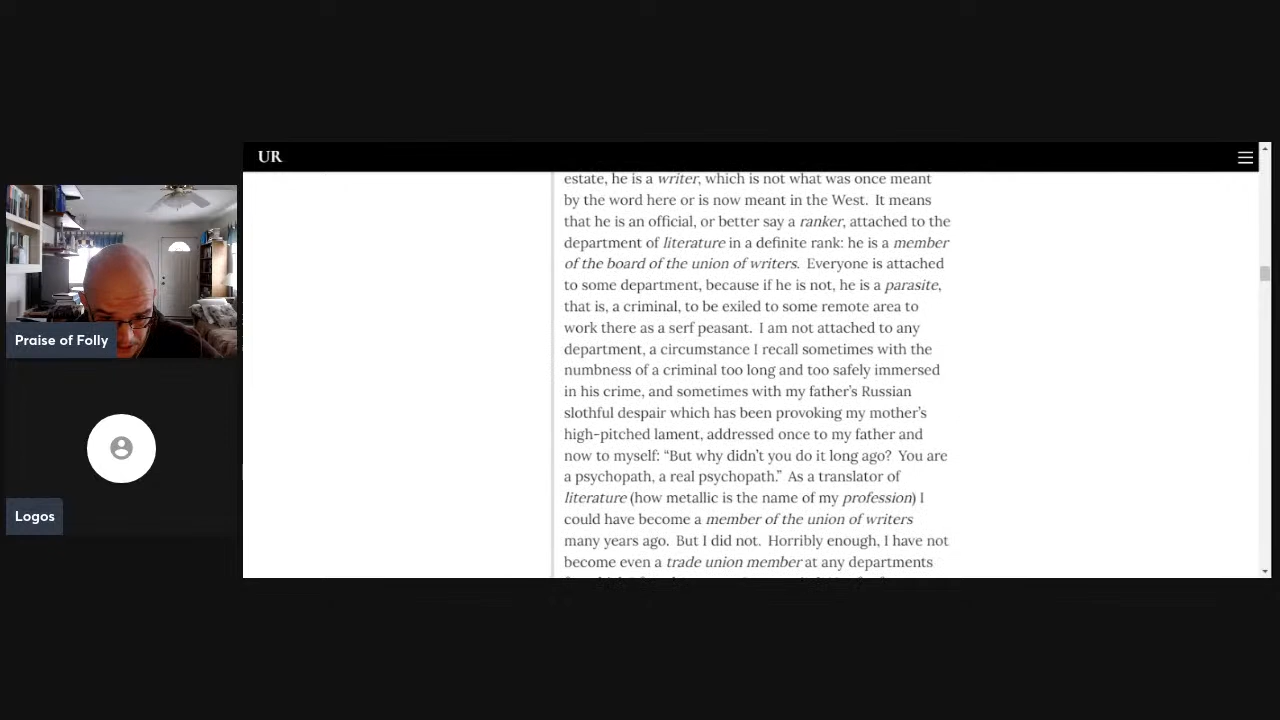 UR
estate, he is a writer, which is not what was once meant
by the word here or is now meant in the West. It means
that he is an official, or better say a ranker, attached to the
department of literature in a definite rank: he is a member
of the board of the union of writers. Everyone is attached
to some department, because if he is not, he is a parasite,
that is, a criminal, to be exiled to some remote area to
work there as a serf peasant. I am not attached to any
department, a circumstance I recall sometimes with the
numbness of a criminal too long and too safely immersed
in his crime, and sometimes with my father's Russian
slothful despair which has been provoking my mother's
high-pitched lament, addressed once to my father and
now to myself: “But why didn't you do it long ago? You are
a psychopath, a real psychopath.” As a translator of
literature (how metallic is the name of my profession) I
could have become a member of the union of writers
many years ago. But I did not. Horribly enough, I have not
become even a trade union member at any departments
Praise of Folly
Logos